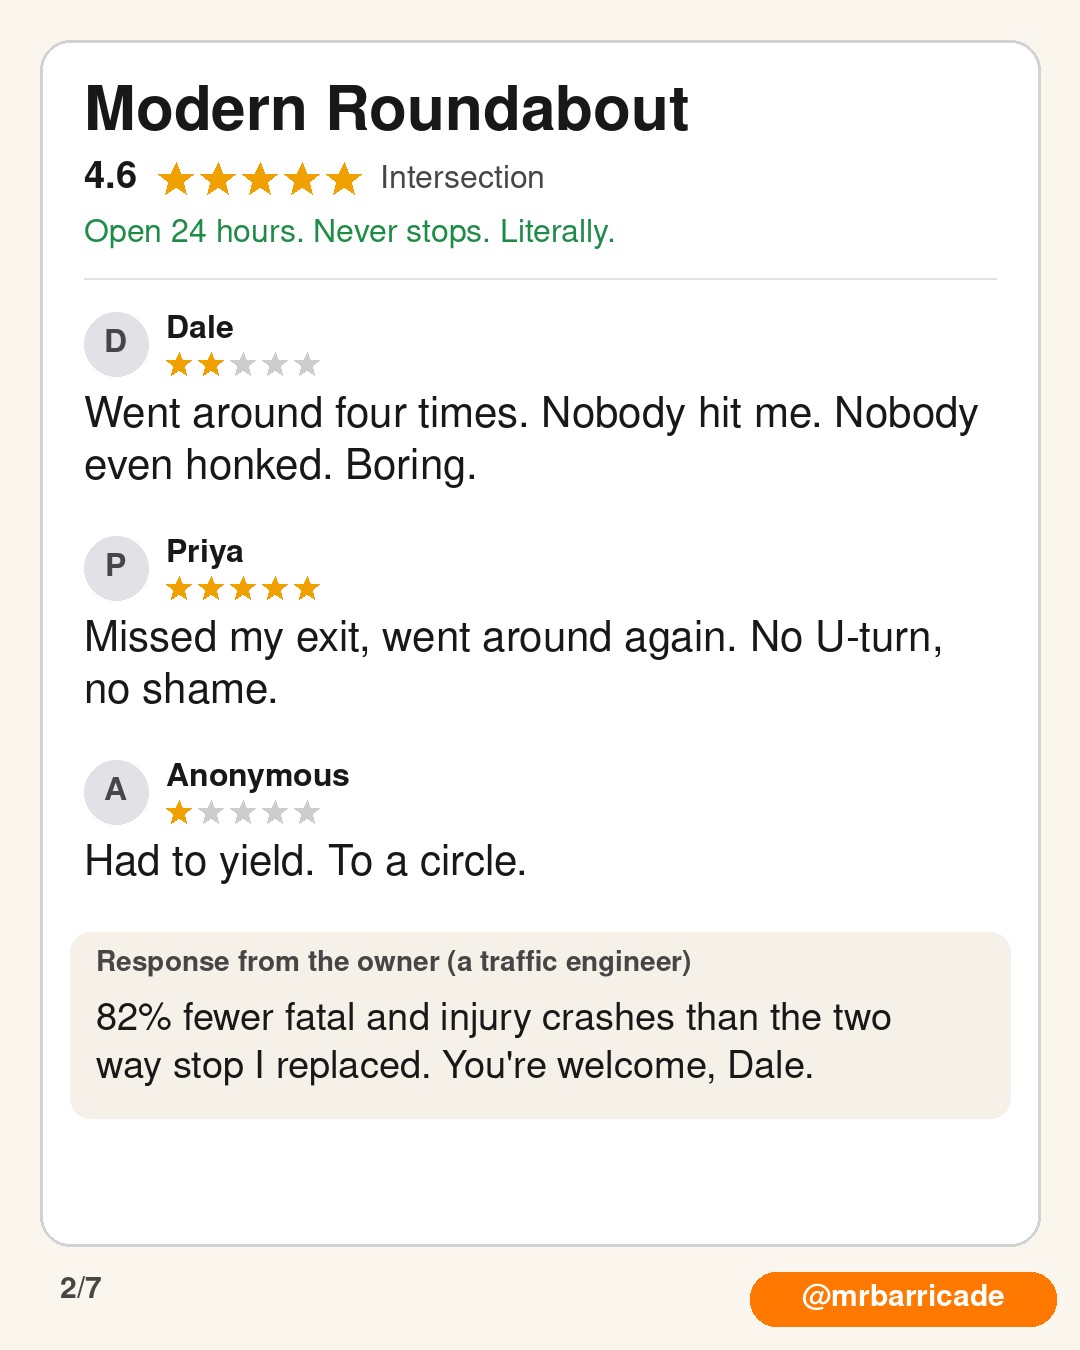 Modern Roundabout
4.6 ★★★★★ Intersection
Open 24 hours. Never stops. Literally.
D
Dale
Went around four times. Nobody hit me. Nobody
even honked. Boring.
P
Priya
Missed my exit, went around again. No U-turn,
no shame.
A
Anonymous
Had to yield. To a circle.
Response from the owner (a traffic engineer)
82% fewer fatal and injury crashes than the two
way stop I replaced. You're welcome, Dale.
2/7
@mrbarricade